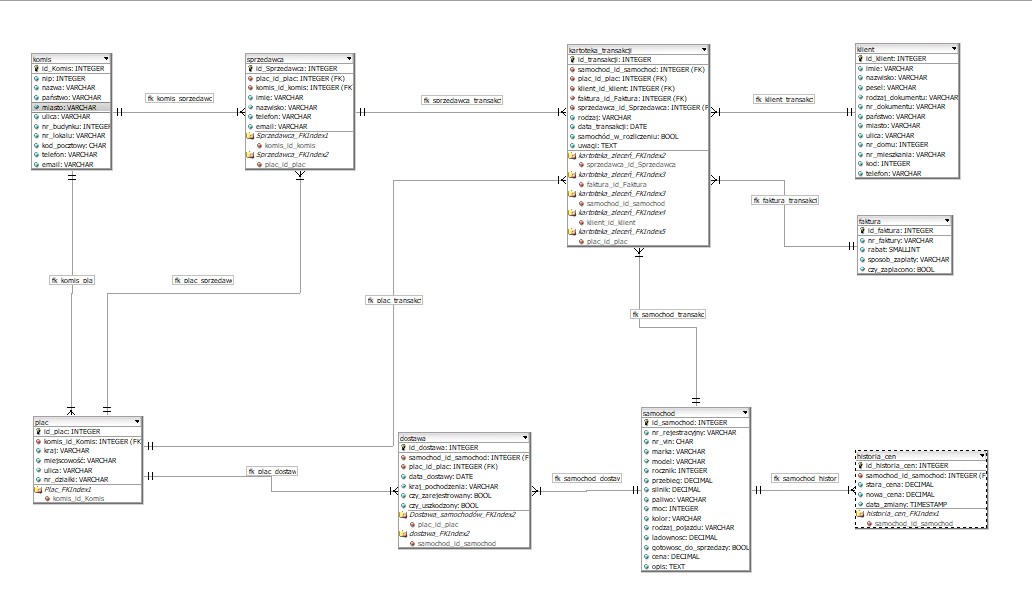 komis
id_Komis: INTEGER
nip: INTEGER
nazwa: VARCHAR
państwo: VARCHAR
miasto: VARCHAR
ulica: VARCHAR
nr_budynku: INTEGER
nr_lokalu: VARCHAR
kod_pocztowy: CHAR
telefon: VARCHAR
email: VARCHAR
fk_komis_sprzedawc
sprzedawca
id_Sprzedawca: INTEGER
plac_id_plac: INTEGER (FK)
komis_id_komis: INTEGER (FK
imię: VARCHAR
nazwisko: VARCHAR
telefon: VARCHAR
email: VARCHAR
Sprzedawca_FKIndex1
komis_id_komis
Sprzedawca_FKIndex2
plac_id_plac
fk_sprzedawca_transakc
kartoteka_transakcji
id_transakcji: INTEGER
samochod_id_samochod: INTEGER (FK)
plac_id_plac: INTEGER (FK)
klient_id_klient: INTEGER (FK)
faktura_id_Faktura: INTEGER (FK)
sprzedawca_id_Sprzedawca: INTEGER (F
rodzaj: VARCHAR
data_transakcji: DATE
samochód_w_rozliczeniu: BOOL
uwagi: TEXT
kartoteka_zleceń_FKIndex2
sprzedawca_id_Sprzedawca
kartoteka_zleceń_FKIndex3
faktura_id_Faktura
kartoteka_zleceń_FKIndex3
samochod_id_samochod
kartoteka_zleceń_FKIndex4
klient_id_klient
kartoteka_zleceń_FKIndex5
plac_id_plac
fk_klient_transakc
klient
id_klient: INTEGER
imie: VARCHAR
nazwisko: VARCHAR
pesel: VARCHAR
rodzaj_dokumentu: VARCHAR
nr_dokumentu: VARCHAR
państwo: VARCHAR
miasto: VARCHAR
ulica: VARCHAR
nr_domu: INTEGER
nr_mieszkania: VARCHAR
kod: INTEGER
telefon: VARCHAR
fk_faktura_transakc
faktura
id_faktura: INTEGER
nr_faktury: VARCHAR
rabat: SMALLINT
sposob_zaplaty: VARCHAR
czy_zaplacono: BOOL
fk_komis_pla
fk_plac_sprzedaw
fk_plac_transakc
fk_samochod_transakc
plac
id_plac: INTEGER
komis_id_Komis: INTEGER (FK
kraj: VARCHAR
miejscowość: VARCHAR
ulica: VARCHAR
nr_działki: VARCHAR
Plac_FKIndex1
komis_id_Komis
fk_plac_dostaw
dostawa
id_dostawa: INTEGER
samochod_id_samochod: INTEGER (F
plac_id_plac: INTEGER (FK)
data_dostawy: DATE
kraj_pochodzenia: VARCHAR
czy_zarejestrowany: BOOL
czy_uszkodzony: BOOL
Dostawa_samochodów_FKIndex2
plac_id_plac
dostawa_FKIndex2
samochod_id_samochod
fk_samochod_dostaw
samochod
id_samochod: INTEGER
nr_rejestracyjny: VARCHAR
nr_vin: CHAR
marka: VARCHAR
model: VARCHAR
rocznik: INTEGER
przebieg: DECIMAL
silnik: DECIMAL
paliwo: VARCHAR
moc: INTEGER
kolor: VARCHAR
rodzaj_pojazdu: VARCHAR
ladownosc: DECIMAL
gotowosc_do_sprzedazy: BOOL
cena: DECIMAL
opis: TEXT
fk_samochod_histor
historia_cen
id_historia_cen: INTEGER
samochod_id_samochod: INTEGER (F
stara_cena: DECIMAL
nowa_cena: DECIMAL
data_zmiany: TIMESTAMP
historia_cen_FKIndex1
samochod_id_samochod